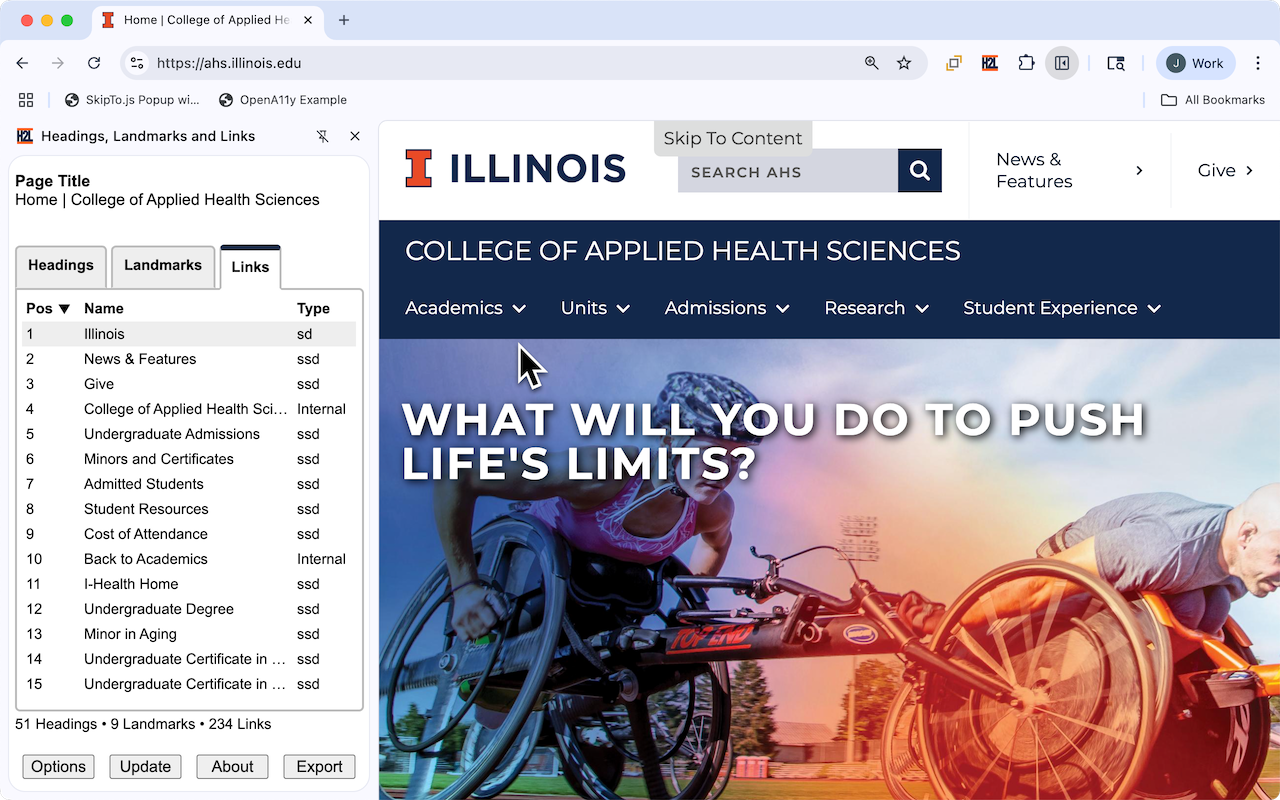 Home | College of Applied He
https://ahs.illinois.edu
H2L
J Work
SkipTo.js Popup wi...
OpenA11y Example
All Bookmarks
H2L Headings, Landmarks and Links
Page Title
Home | College of Applied Health Sciences
Headings Landmarks Links
Pos ▼ Name Type
1 Illinois sd
2 News & Features ssd
3 Give ssd
4 College of Applied Health Sci... Internal
5 Undergraduate Admissions ssd
6 Minors and Certificates ssd
7 Admitted Students ssd
8 Student Resources ssd
9 Cost of Attendance ssd
10 Back to Academics Internal
11 I-Health Home ssd
12 Undergraduate Degree ssd
13 Minor in Aging ssd
14 Undergraduate Certificate in ... ssd
15 Undergraduate Certificate in ... ssd
51 Headings • 9 Landmarks • 234 Links
Options Update About Export
Skip To Content
I ILLINOIS
SEARCH AHS
News &
Features
Give
COLLEGE OF APPLIED HEALTH SCIENCES
Academics Units Admissions Research Student Experience
WHAT WILL YOU DO TO PUSH
LIFE'S LIMITS?
TOP END